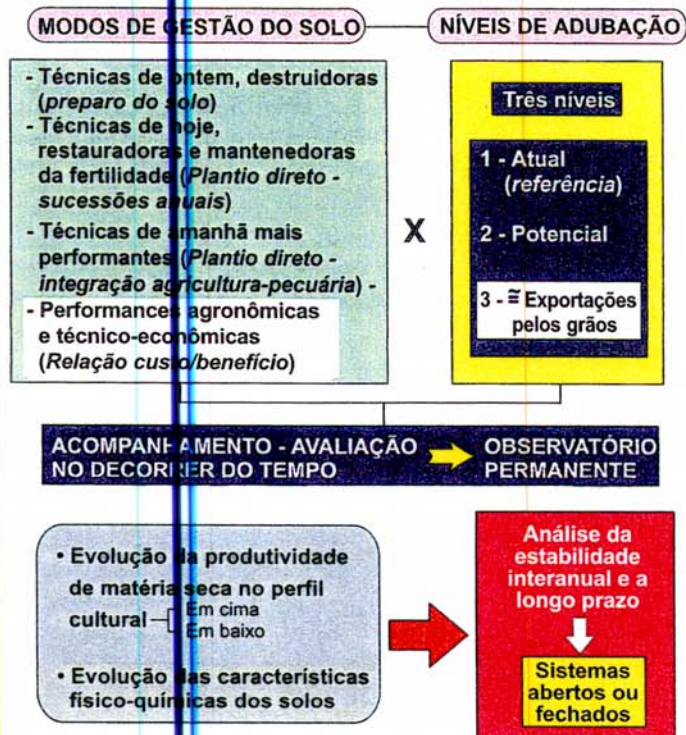 MODOS DE GESTÃO DO SOLO
NÍVEIS DE ADUBAÇÃO
- Técnicas de ontem, destruidoras
(preparo do solo)
- Técnicas de hoje,
restauradoras e mantenedoras
da fertilidade (Plantio direto -
sucessões anuais)
- Técnicas de amanhã mais
performantes (Plantio direto -
integração agricultura-pecuária) -
- Performances agronômicas
e técnico-econômicas
(Relação custo/benefício)
X
Três níveis
1 - Atual
(referência)
2 - Potencial
3 - ≅ Exportações
pelos grãos
ACOMPANHAMENTO - AVALIAÇÃO
NO DECORRER DO TEMPO
OBSERVATÓRIO
PERMANENTE
• Evolução da produtividade
de matéria seca no perfil
cultural
Em cima
Em baixo
• Evolução das características
físico-químicas dos solos
Análise da
estabilidade
interanual e a
longo prazo
Sistemas
abertos ou
fechados